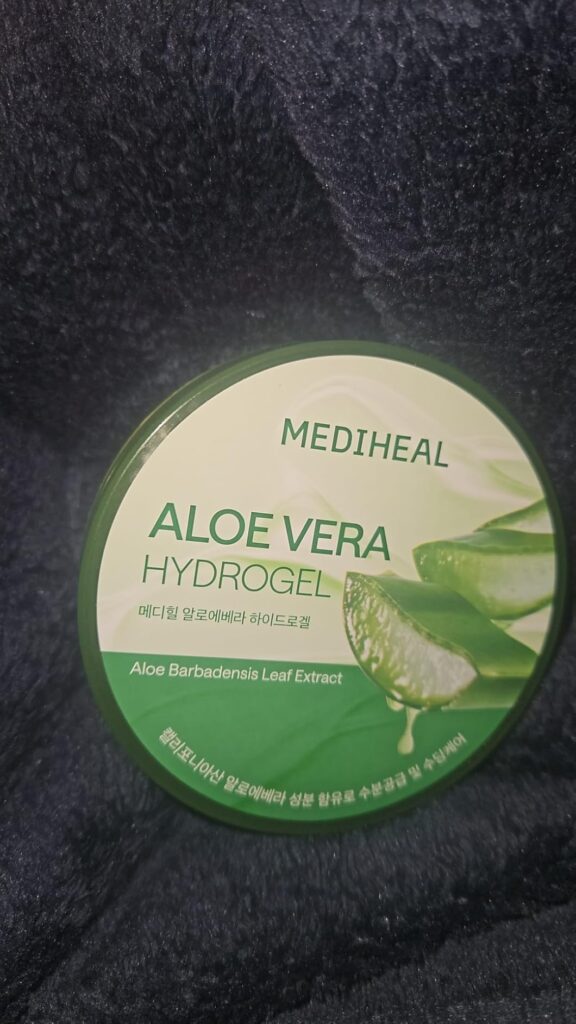 MEDIHEAL
ALOE VERA
HYDROGEL
메디힐 알로에베라 하이드로겔
Aloe Barbadensis Leaf Extract
캘리포니아산 알로에베라 성분 함유로 수분공급 및 수딩케어